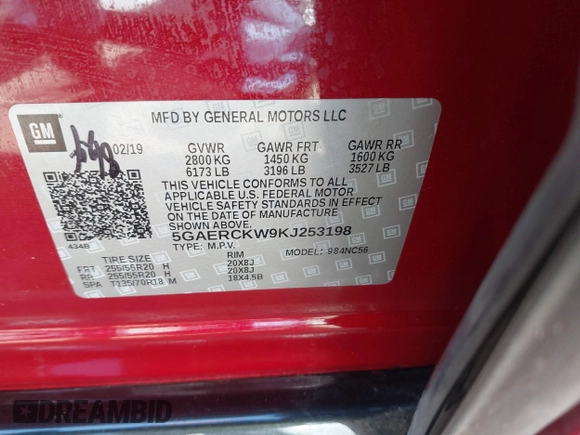 GM
02/19
MFD BY GENERAL MOTORS LLC
GVWR GAWR FRT GAWR RR
2800 KG 1450 KG 1600 KG
6173 LB 3196 LB 3527 LB
THIS VEHICLE CONFORMS TO ALL
APPLICABLE U.S. FEDERAL MOTOR
VEHICLE SAFETY STANDARDS IN EFFECT
ON THE DATE OF MANUFACTURE
SHOWN ABOVE.
5GAERCKW9KJ253198
434B
TYPE: M.P.V. MODEL: 984NC56
TIRE SIZE RIM
FRT 255/55R20 H 20X8J
RR 255/55R20 H 20X8J
SPA T135/70R18 M 18X4.5B
DREAMBID